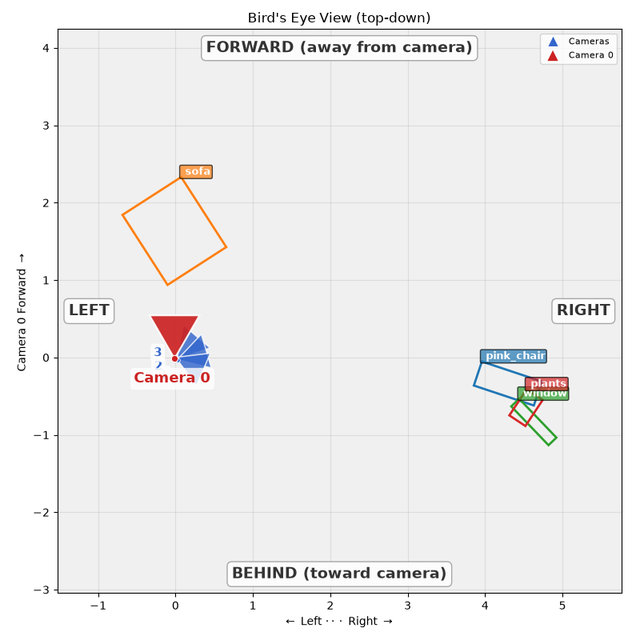 Bird's Eye View (top-down)
FORWARD (away from camera)
Cameras
Camera 0
4
3
2
1
0
−1
−2
−3
Camera 0 Forward →
sofa
LEFT
RIGHT
3
2
Camera 0
pink_chair
plants
window
BEHIND (toward camera)
−1
0
1
2
3
4
5
← Left · · · Right →